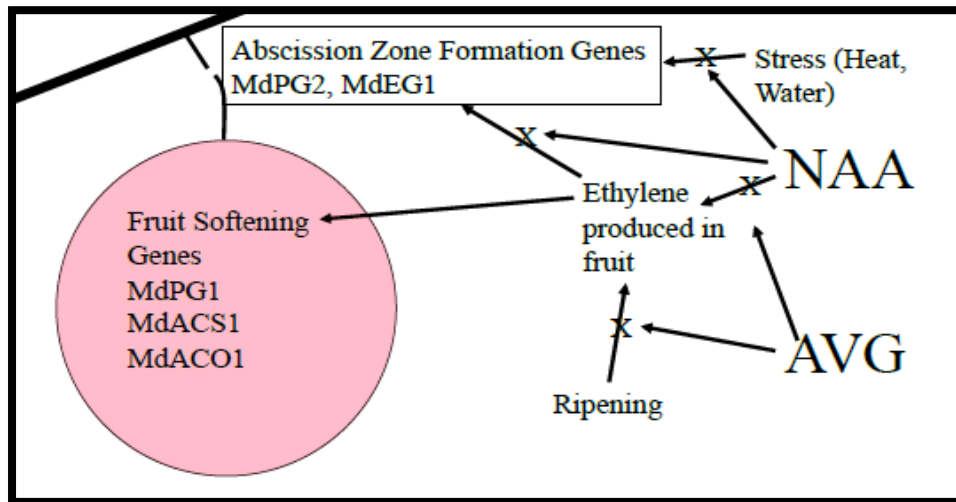 Abscission Zone Formation Genes
MdPG2, MdEG1
x
Stress (Heat,
Water)
x
NAA
x
Ethylene
produced in
fruit
Fruit Softening
Genes
MdPG1
MdACS1
MdACO1
x
AVG
Ripening